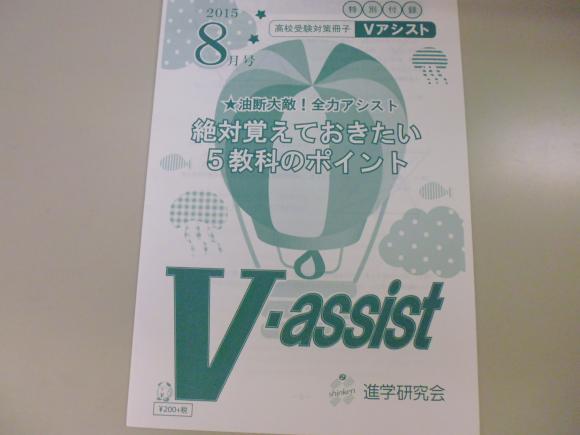 2015
8月号
特別付録
高校受験対策冊子 Vアシスト
★油断大敵！全力アシスト
絶対覚えておきたい
5教科のポイント
V-assist
shinken
進学研究会
¥200+税